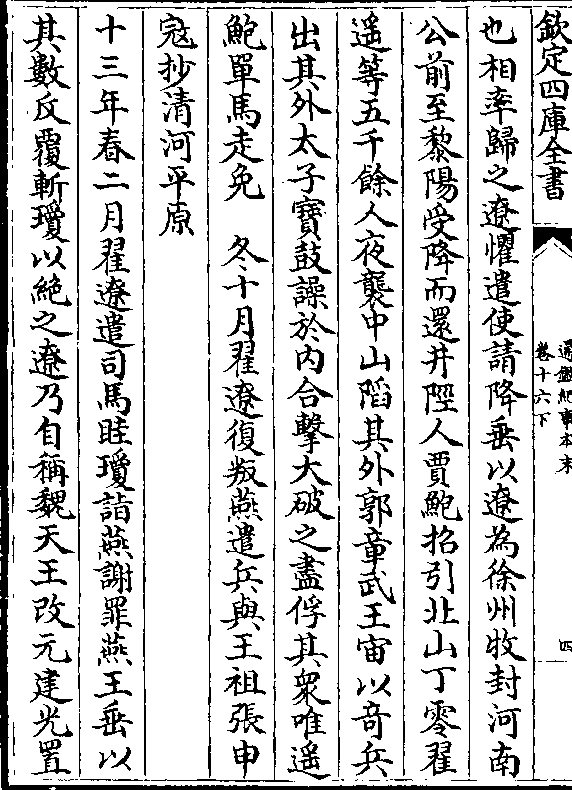 欽定四庫全書
通鑑紀事本末
卷十六下
四
也相率歸之遼懼遣使請降垂以遼為徐州牧封河南
公前至黎陽受降而還井陘人賈鮑招引北山丁零翟
遥等五千餘人夜襲中山䧟其外郭章武王宙以竒兵
出其外太子寶鼓譟於内合擊大破之盡俘其衆唯遥
鮑單馬走免　冬十月翟遼復叛燕遣兵與王祖張申
寇抄清河平原
十三年春二月翟遼遣司馬眭瓊詣燕謝罪燕王垂以
其數反覆斬瓊以絶之遼乃自稱魏天王改元建光置